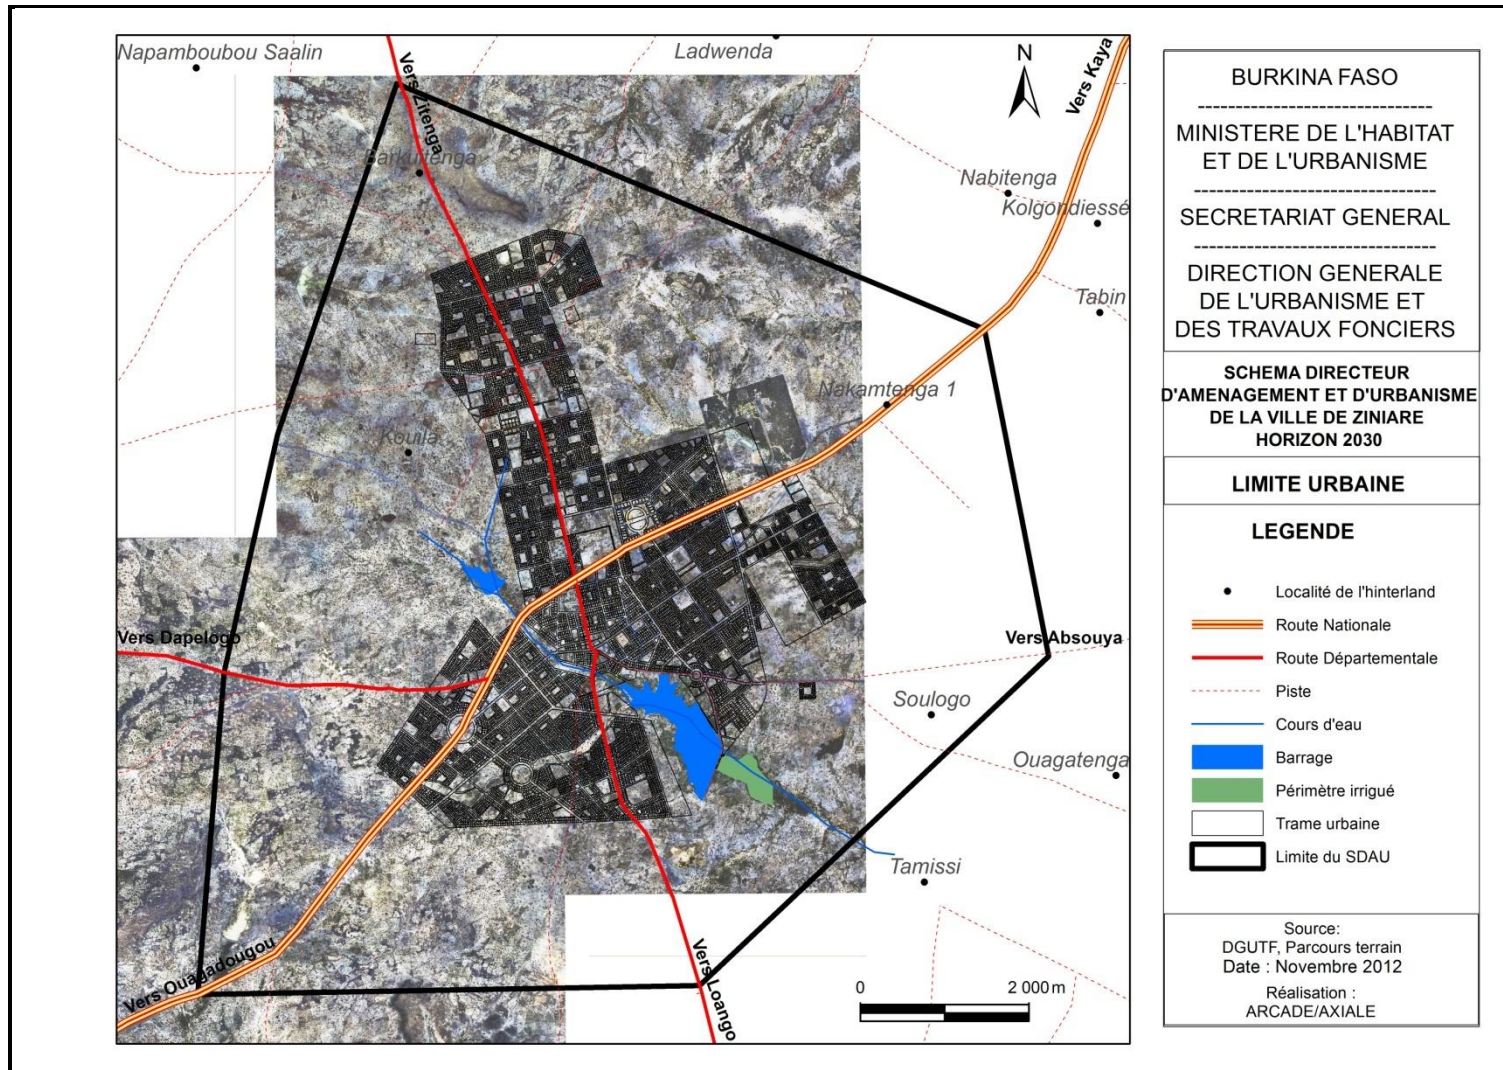 Napamboubou Saalin
Ladwenda
N
Vers Kaya
Vers Zitenga
Barkuitenga
Nabitenga
Kolgondiessé
Tabin
Nakamtenga 1
Kouila
Vers Dapelogo
Vers Absouya
Soulogo
Ouagatenga
Tamissi
Vers Ouagadougou
Vers Loango
0 2 000 m
BURKINA FASO
-------------------------------
MINISTERE DE L'HABITAT
ET DE L'URBANISME
--------------------------------
SECRETARIAT GENERAL
--------------------------------
DIRECTION GENERALE
DE L'URBANISME ET
DES TRAVAUX FONCIERS
SCHEMA DIRECTEUR
D'AMENAGEMENT ET D'URBANISME
DE LA VILLE DE ZINIARE
HORIZON 2030
LIMITE URBAINE
LEGENDE
Localité de l'hinterland
Route Nationale
Route Départementale
Piste
Cours d'eau
Barrage
Périmètre irrigué
Trame urbaine
Limite du SDAU
Source:
DGUTF, Parcours terrain
Date : Novembre 2012
Réalisation :
ARCADE/AXIALE